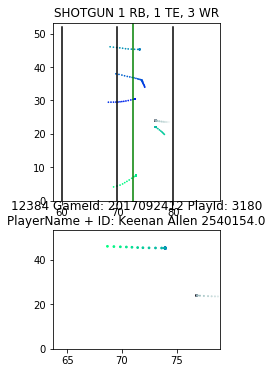 SHOTGUN 1 RB, 1 TE, 3 WR
50
40
30
20
10
0
60 70 80
12384 GameId: 2017092412 PlayId: 3180
PlayerName + ID: Keenan Allen 2540154.0
40
20
0
65 70 75